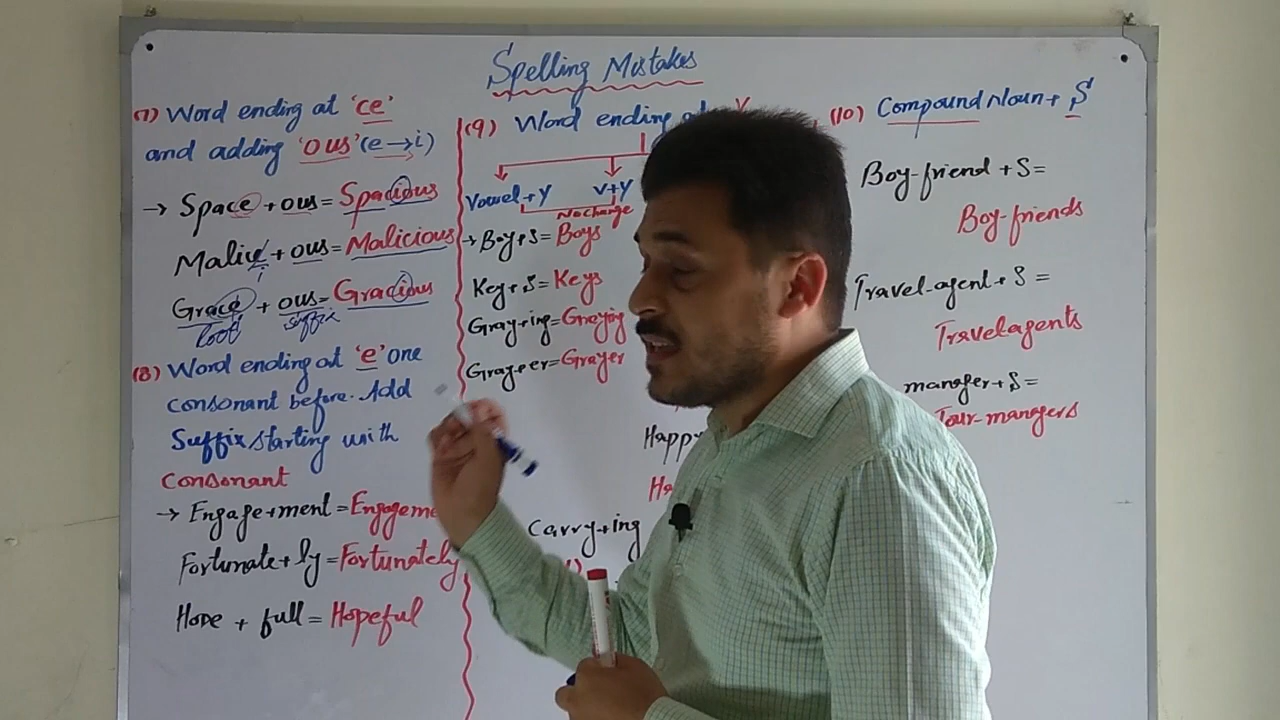 Spelling Mistakes
(7) Word ending at 'ce'
and adding 'ous' (e→i)
→ Space + ous = Spacious
Malice + ous = Malicious
i
Grace + ous = Gracious
Root suffix
(8) Word ending at 'e' one
consonant before. Add
Suffix starting with
Consonant
→ Engage+ment = Engageme
Fortunate + ly = Fortunately
Hope + full = Hopeful
(9) Word ending
Vowel+y v+y
No change
→ Boy+s = Boys
Key+s = Keys
Gray+ing = Graying
Gray+er = Grayer
Happy
Ha
Carry+ing
(10) Compound Noun + S
Boy-friend + S =
Boy-friends
Travel-agent + S =
Travelagents
manager + S =
Tour-mangers